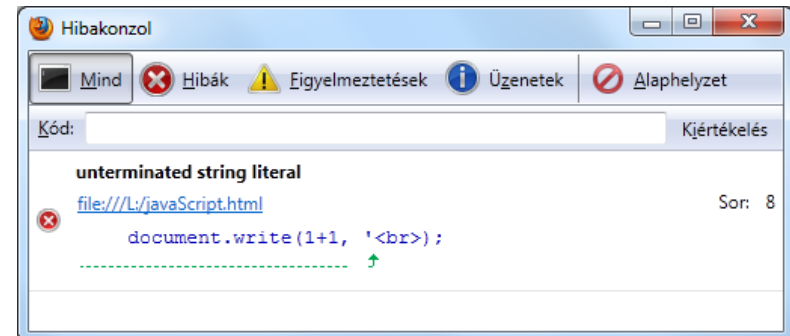 Hibakonzol
Mind Hibák Figyelmeztetések Üzenetek Alaphelyzet
Kód: Kiértékelés
unterminated string literal
file:///L:/javaScript.html Sor: 8
document.write(1+1, '<br>);